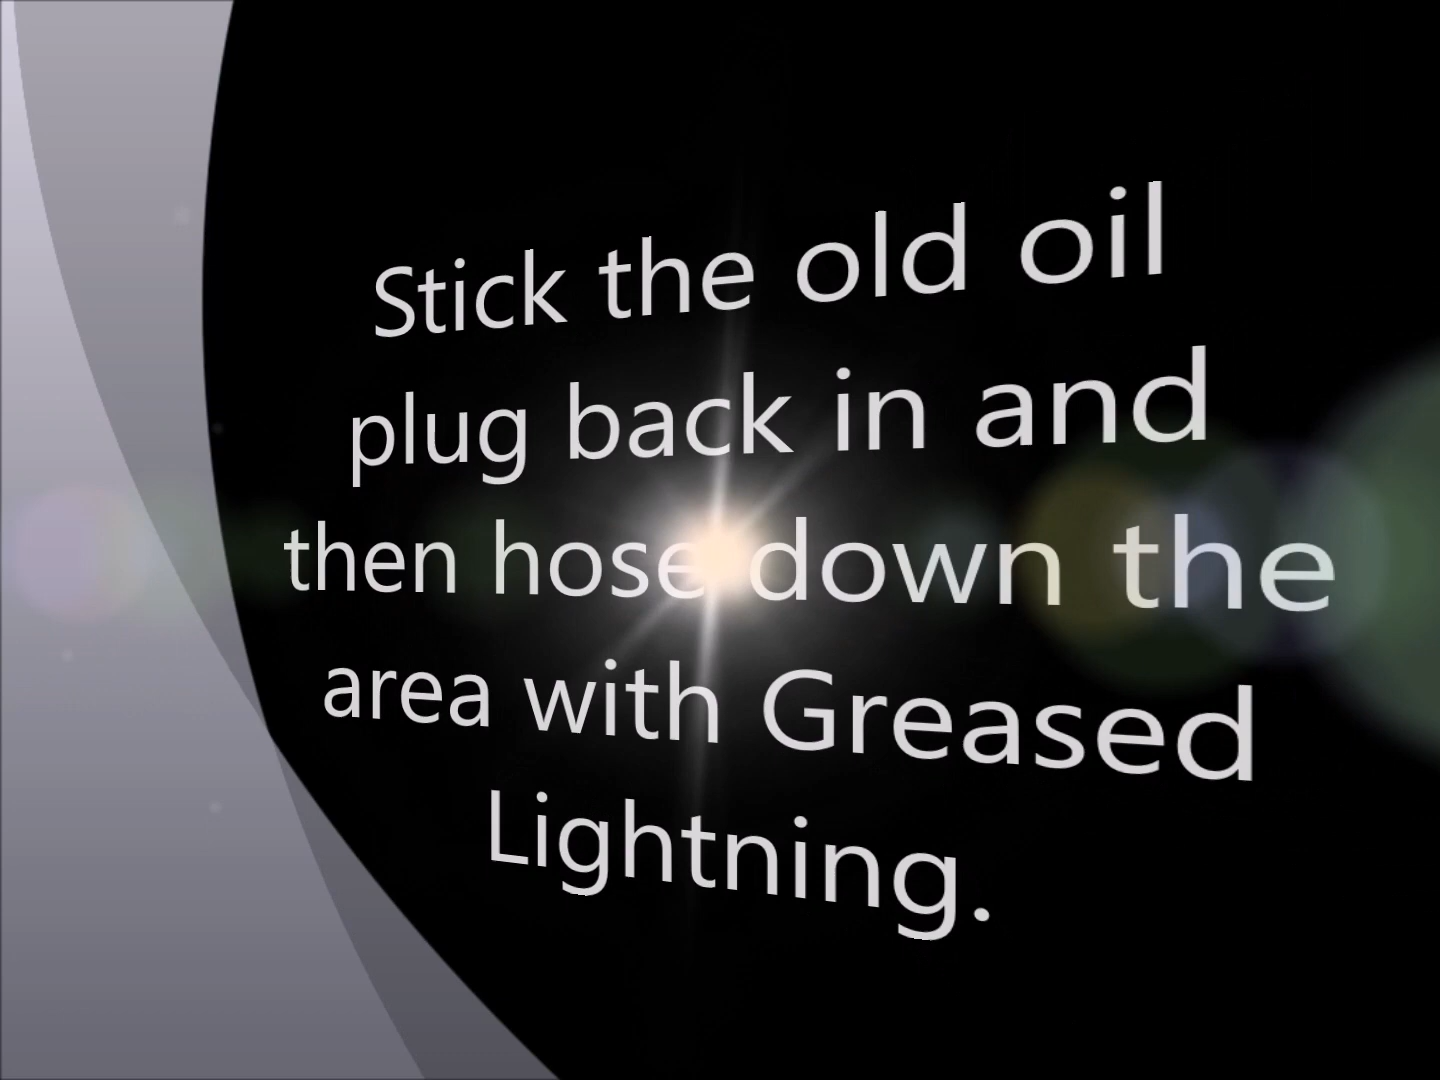 Stick the old oil
plug back in and
then hose down the
area with Greased
Lightning.